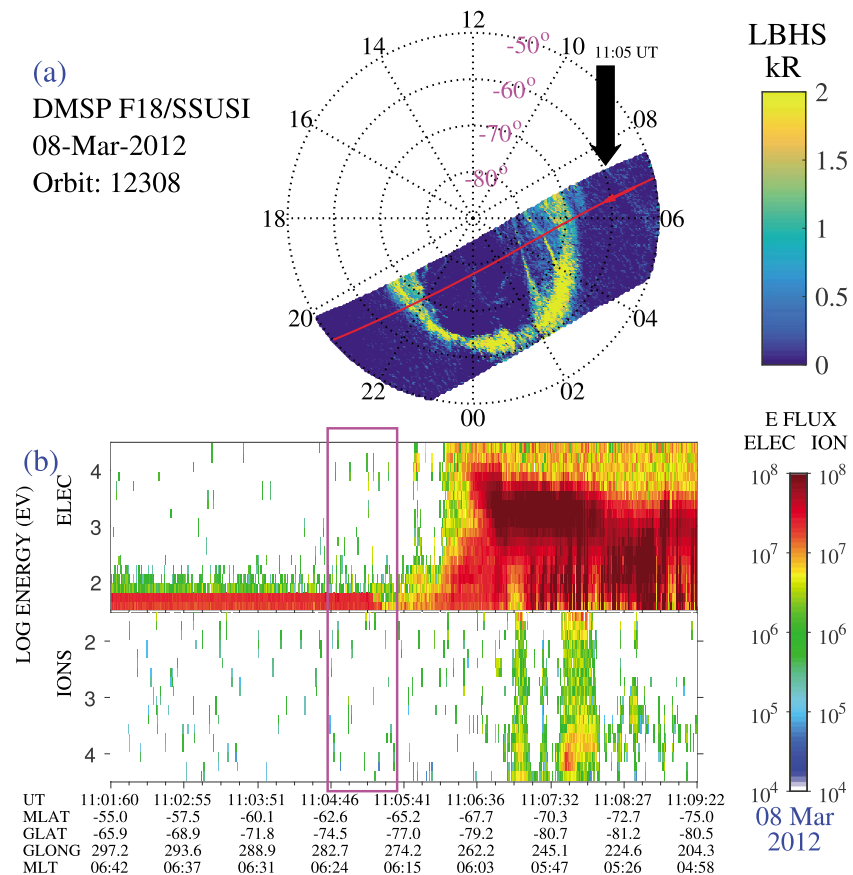 (a)
DMSP F18/SSUSI
08-Mar-2012
Orbit: 12308
12
14
10
16
08
18
06
20
04
22
02
00
-50°
-60°
-70°
-80°
11:05 UT
LBHS
kR
2
1.5
1
0.5
0
(b)
LOG ENERGY (EV)
ELEC
4
3
2
IONS
2
3
4
E FLUX
ELEC ION
10⁸ 10⁸
10⁷ 10⁷
10⁶ 10⁶
10⁵ 10⁵
10⁴ 10⁴
08 Mar
2012
UT 11:01:60 11:02:55 11:03:51 11:04:46 11:05:41 11:06:36 11:07:32 11:08:27 11:09:22
MLAT -55.0 -57.5 -60.1 -62.6 -65.2 -67.7 -70.3 -72.7 -75.0
GLAT -65.9 -68.9 -71.8 -74.5 -77.0 -79.2 -80.7 -81.2 -80.5
GLONG 297.2 293.6 288.9 282.7 274.2 262.2 245.1 224.6 204.3
MLT 06:42 06:37 06:31 06:24 06:15 06:03 05:47 05:26 04:58